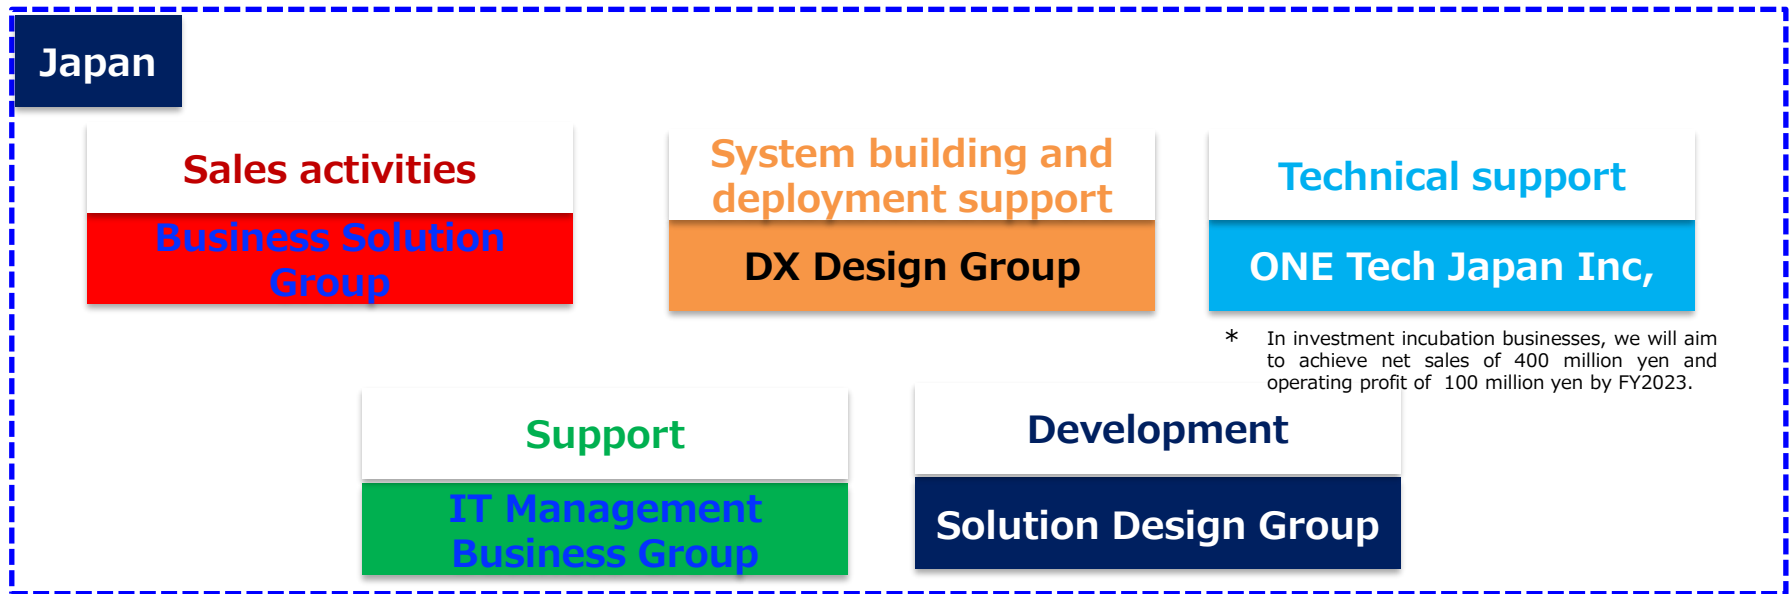 Japan
Sales activities
Business Solution
Group
System building and
deployment support
DX Design Group
Technical support
ONE Tech Japan Inc,
* In investment incubation businesses, we will aim
to achieve net sales of 400 million yen and
operating profit of 100 million yen by FY2023.
Support
IT Management
Business Group
Development
Solution Design Group